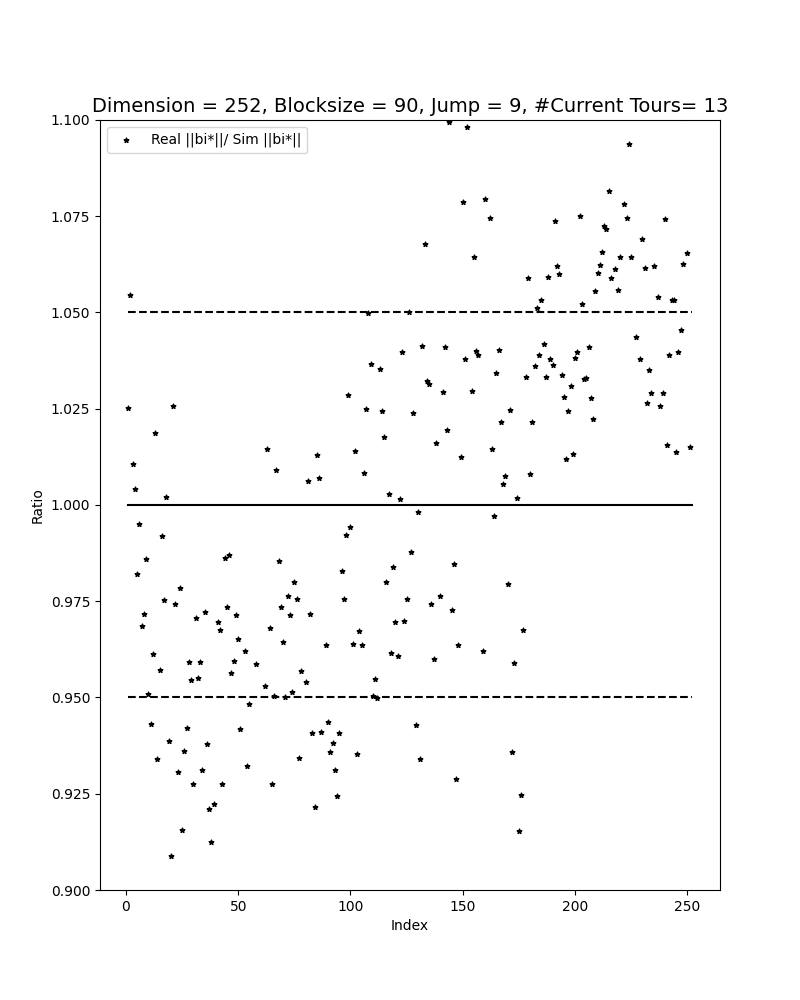 Dimension = 252, Blocksize = 90, Jump = 9, #Current Tours= 13
Real ||bi*||/ Sim ||bi*||
1.100
1.075
1.050
1.025
1.000
0.975
0.950
0.925
0.900
Ratio
0 50 100 150 200 250
Index